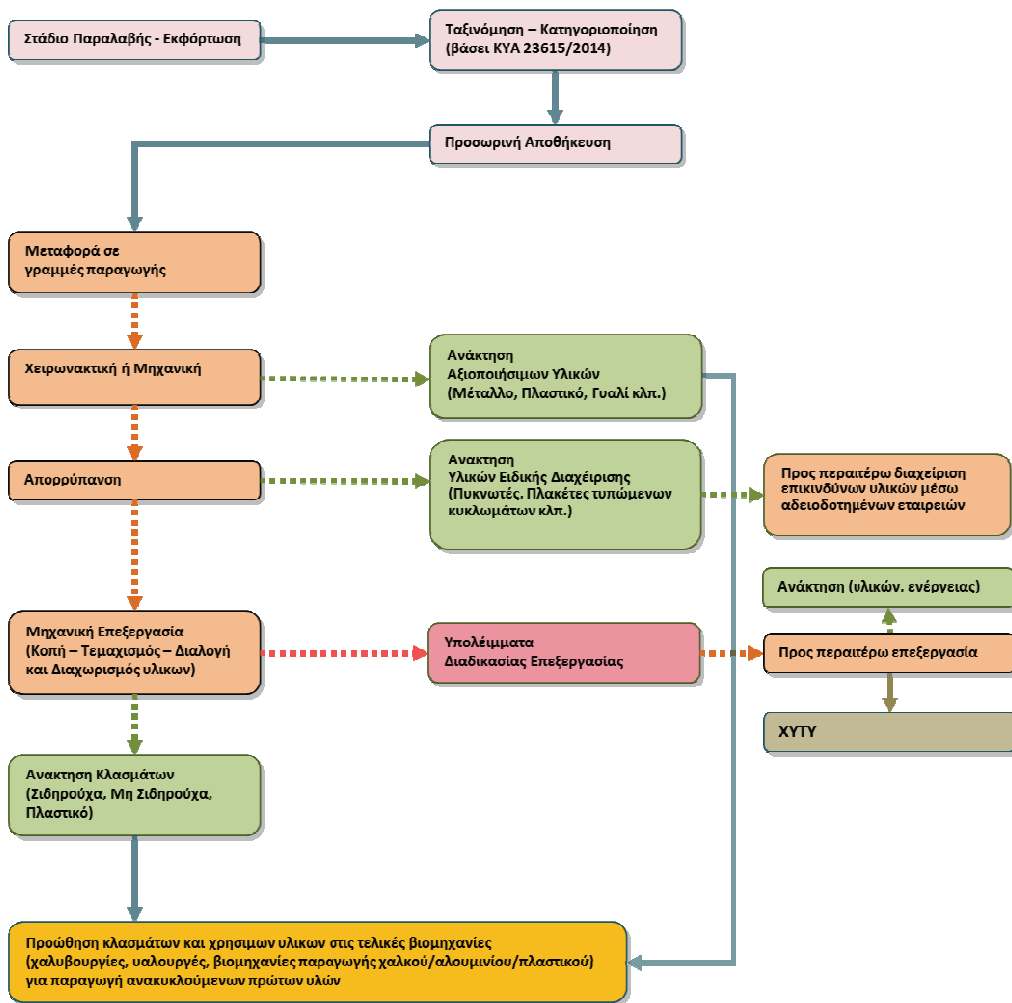 Στάδιο Παραλαβής - Εκφόρτωση
Ταξινόμηση – Κατηγοριοποίηση
(βάσει ΚΥΑ 23615/2014)
Προσωρινή Αποθήκευση
Μεταφορά σε
γραμμές παραγωγής
Χειρωνακτική ή Μηχανική
Ανάκτηση
Αξιοποιήσιμων Υλικών
(Μέταλλο, Πλαστικό, Γυαλί κλπ.)
Απορρύπανση
Ανακτηση
Υλικών Ειδικής Διαχείρισης
(Πυκνωτές. Πλακέτες τυπώμενων
κυκλωμάτων κλπ.)
Προς περαιτέρω διαχείριση
επικινδύνων υλικών μέσω
αδειοδοτημένων εταιρειών
Ανάκτηση (υλικών. ενέργειας)
Μηχανική Επεξεργασία
(Κοπή – Τεμαχισμός – Διαλογή
και Διαχωρισμός υλικων)
Υπολείμματα
Διαδικασίας Επεξεργασίας
Προς περαιτέρω επεξεργασία
ΧΥΤΥ
Ανακτηση Κλασμάτων
(Σιδηρούχα, Μη Σιδηρούχα,
Πλαστικό)
Προώθηση κλασμάτων και χρησιμων υλικων στις τελικές βιομηχανίες
(χαλυβουργίες, υαλουργές, βιομηχανίες παραγωγής χαλκού/αλουμινίου/πλαστικού)
για παραγωγή ανακυκλούμενων πρώτων υλών